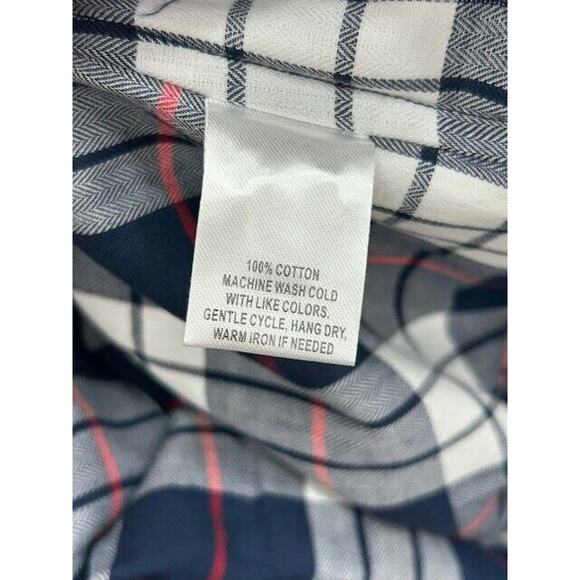 100% COTTON
MACHINE WASH COLD
WITH LIKE COLORS.
GENTLE CYCLE, HANG DRY,
WARM IRON IF NEEDED